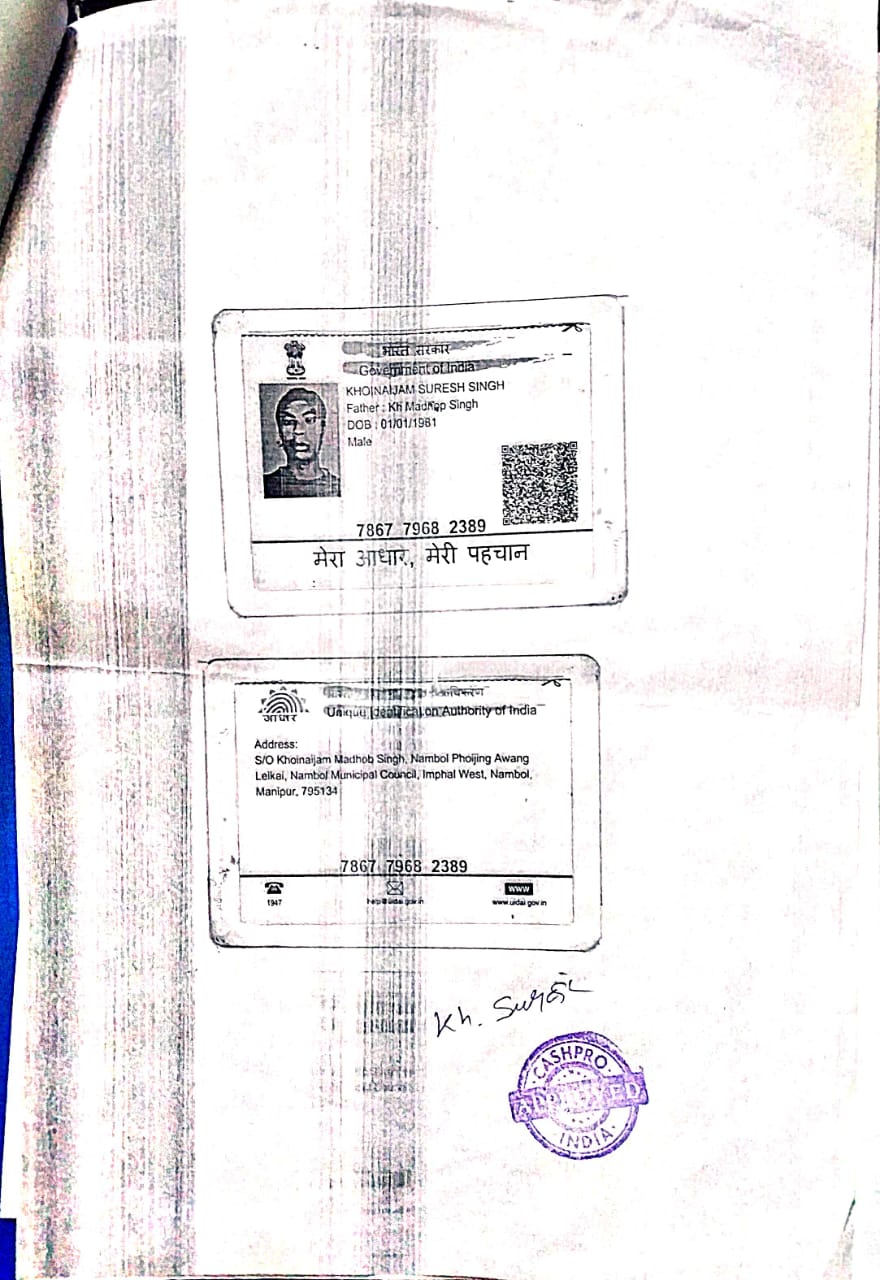 भारत सरकार
Government of India
KHOINAIJAM SURESH SINGH
Father : Kh Madhop Singh
DOB : 01/01/1981
Male
7867 7968 2389
मेरा आधार, मेरी पहचान
आधार
Unique Identification Authority of India
Address:
S/O Khoinaijam Madhob Singh, Nambol Phoijing Awang
Leikai, Nambol Municipal Council, Imphal West, Nambol,
Manipur, 795134
7867 7968 2389
1947
help@uidai.gov.in
www
www.uidai.gov.in
Kh. Suresh
CASHPRO
INDIA